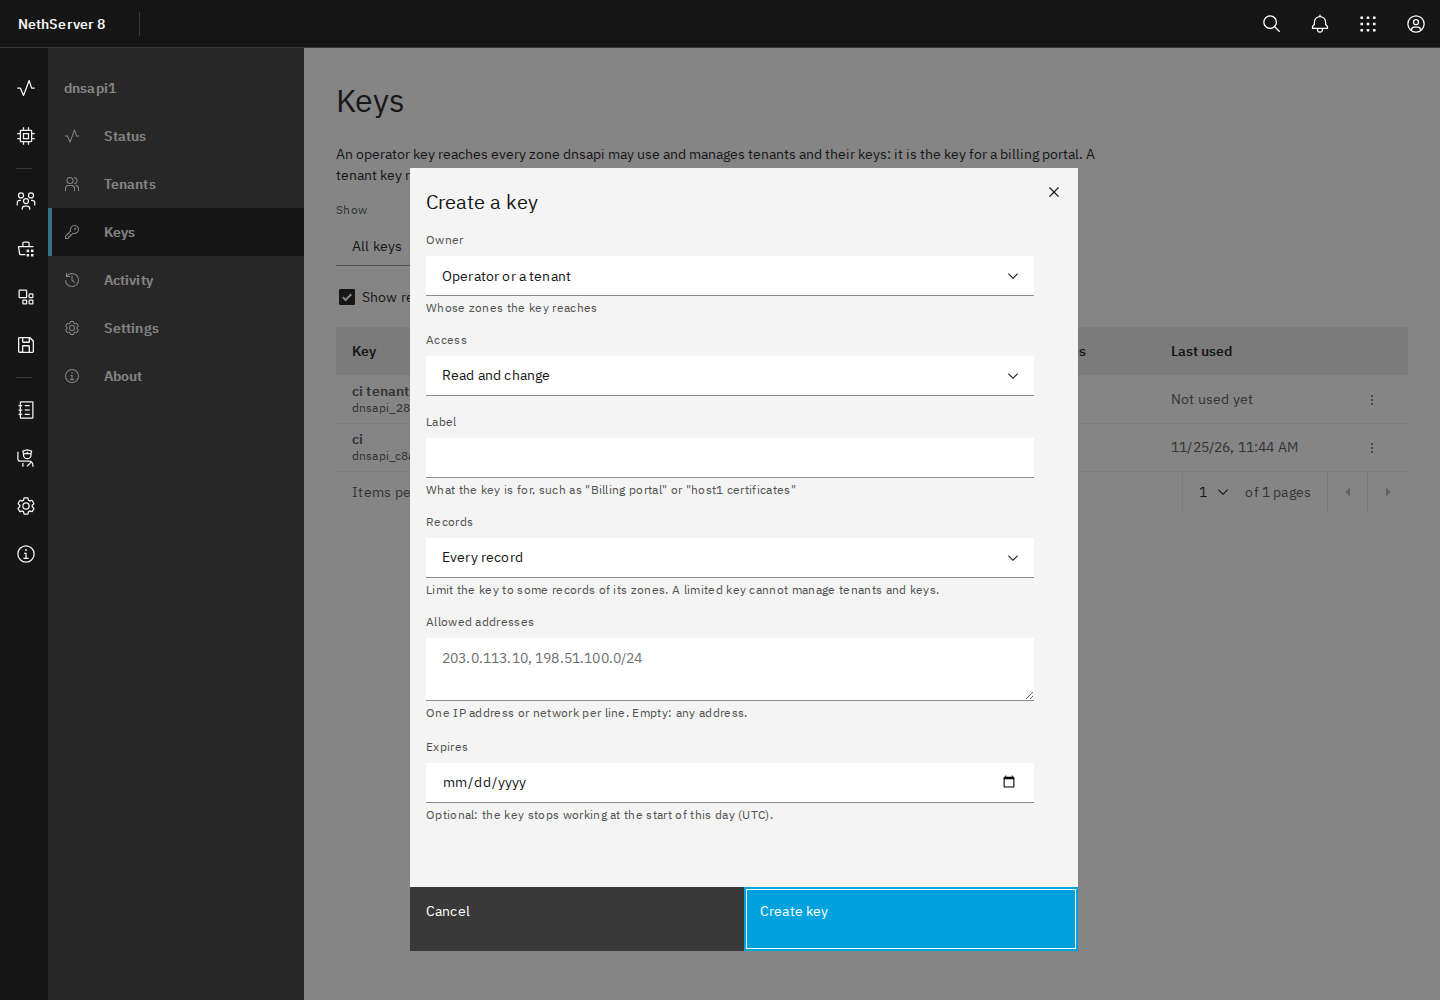 NethServer 8
dnsapi1
Status
Tenants
Keys
Activity
Settings
About
Keys
An operator key reaches every zone dnsapi may use and manages tenants and their keys: it is the key for a billing portal. A
tenant key
Show
All keys
Show
Key
Last used
ci tenant
dnsapi_28
Not used yet
ci
dnsapi_c8
11/25/26, 11:44 AM
Items
1
of 1 pages
Create a key
Owner
Operator or a tenant
Whose zones the key reaches
Access
Read and change
Label
What the key is for, such as "Billing portal" or "host1 certificates"
Records
Every record
Limit the key to some records of its zones. A limited key cannot manage tenants and keys.
Allowed addresses
203.0.113.10, 198.51.100.0/24
One IP address or network per line. Empty: any address.
Expires
mm/dd/yyyy
Optional: the key stops working at the start of this day (UTC).
Cancel
Create key